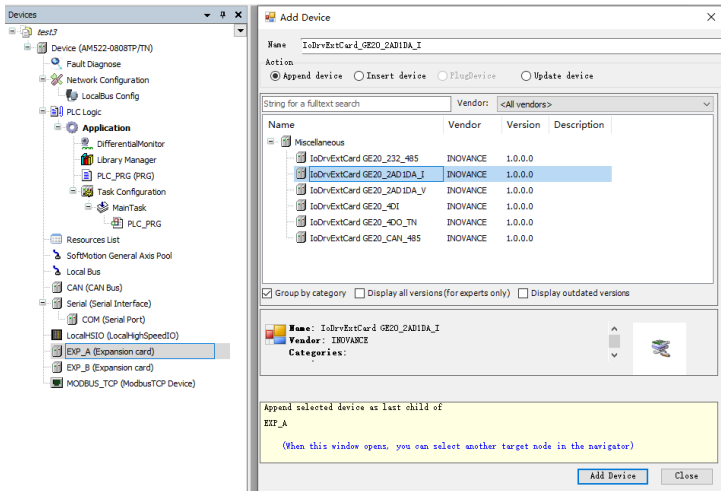 Devices
test3
Device (AM522-0808TP/TN)
Fault Diagnose
Network Configuration
LocalBus Config
PLC Logic
Application
DifferentialMonitor
Library Manager
PLC_PRG (PRG)
Task Configuration
MainTask
PLC_PRG
Resources List
SoftMotion General Axis Pool
Local Bus
CAN (CAN Bus)
Serial (Serial Interface)
COM (Serial Port)
LocalHSIO (LocalHighSpeedIO)
EXP_A (Expansion card)
EXP_B (Expansion card)
MODBUS_TCP (ModbusTCP Device)
Add Device
Name IoDrvExtCard_GE20_2AD1DA_I
Action
Append device Insert device PlugDevice Update device
String for a fulltext search Vendor: <All vendors>
Name Vendor Version Description
Miscellaneous
IoDrvExtCard GE20_232_485 INOVANCE 1.0.0.0
IoDrvExtCard GE20_2AD1DA_I INOVANCE 1.0.0.0
IoDrvExtCard GE20_2AD1DA_V INOVANCE 1.0.0.0
IoDrvExtCard GE20_4DI INOVANCE 1.0.0.0
IoDrvExtCard GE20_4DO_TN INOVANCE 1.0.0.0
IoDrvExtCard GE20_CAN_485 INOVANCE 1.0.0.0
Group by category Display all versions(for experts only) Display outdated versions
Name: IoDrvExtCard GE20_2AD1DA_I
Vendor: INOVANCE
Categories:
Append selected device as last child of
EXP_A
(When this window opens, you can select another target node in the navigator)
Add Device Close